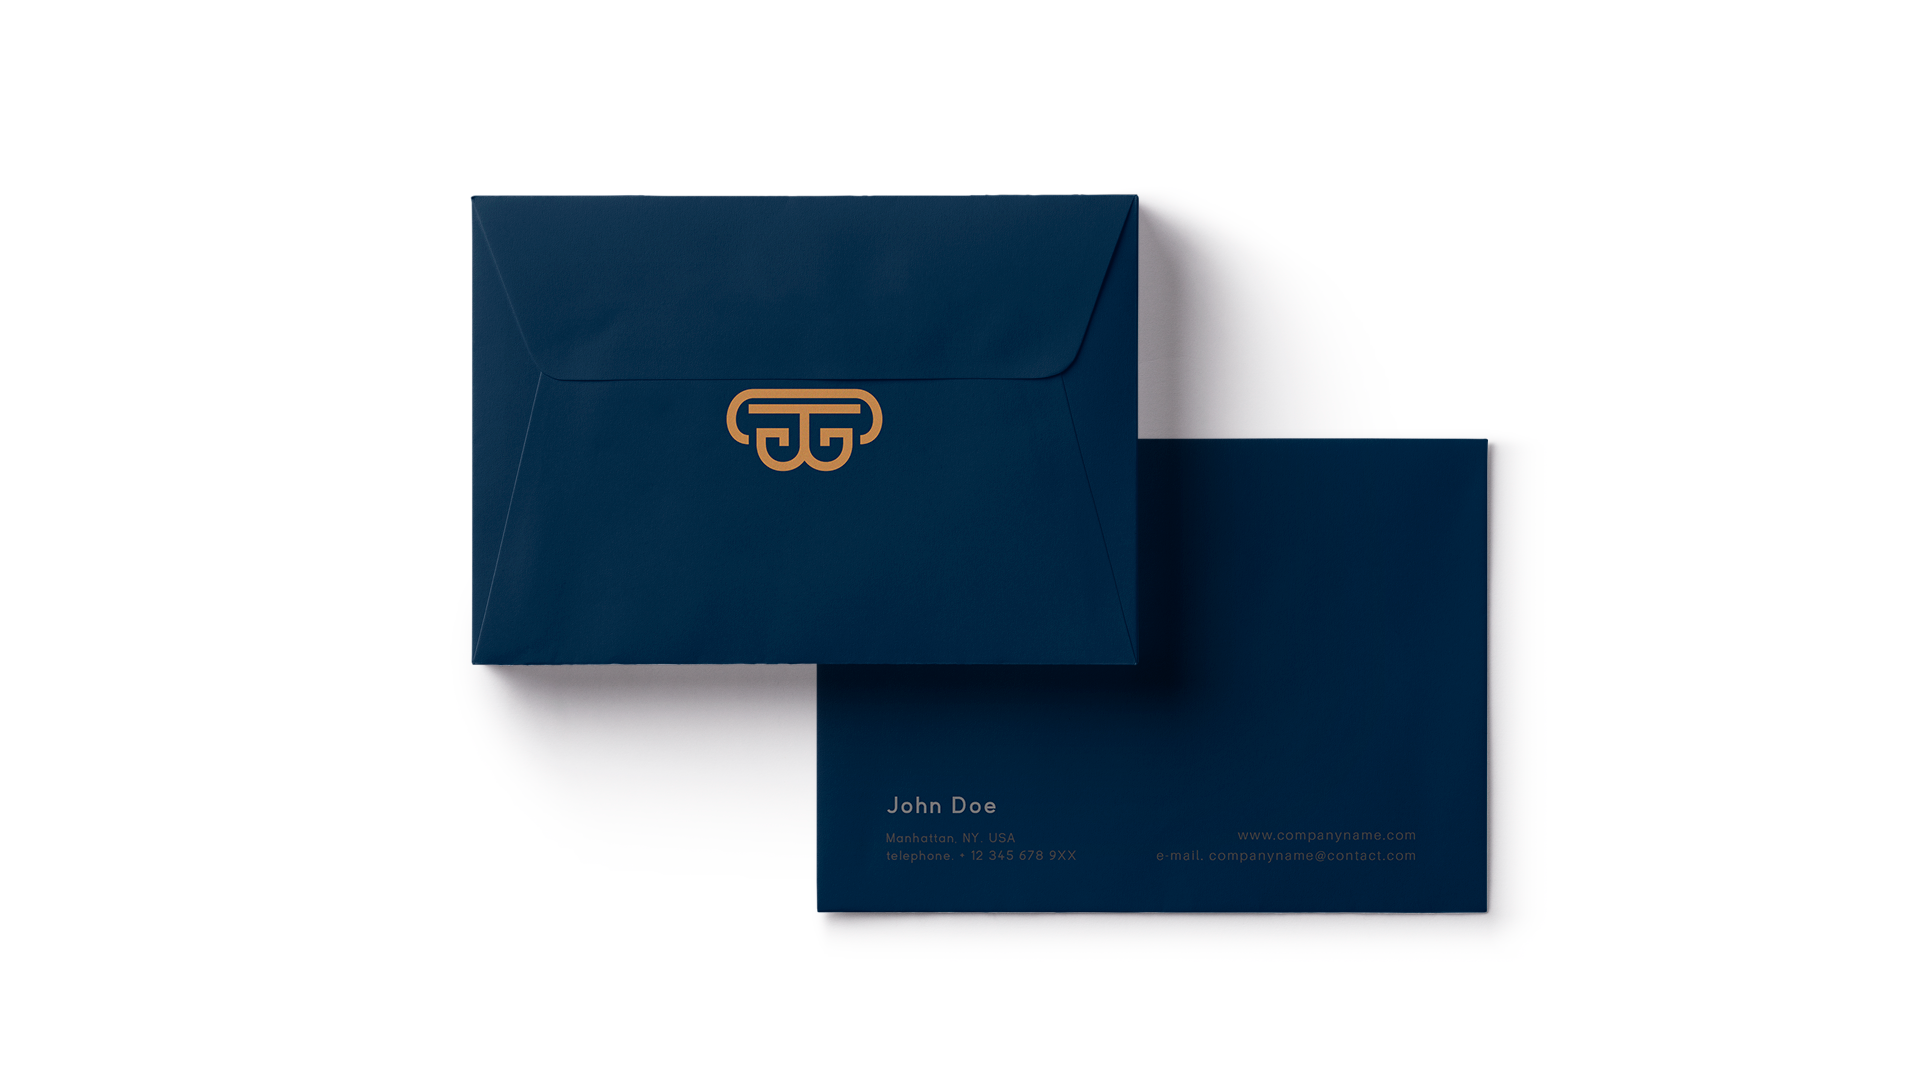 John Doe
Manhattan, NY. USA
telephone. + 12 345 678 9XX
www.companyname.com
e-mail. companyname@contact.com